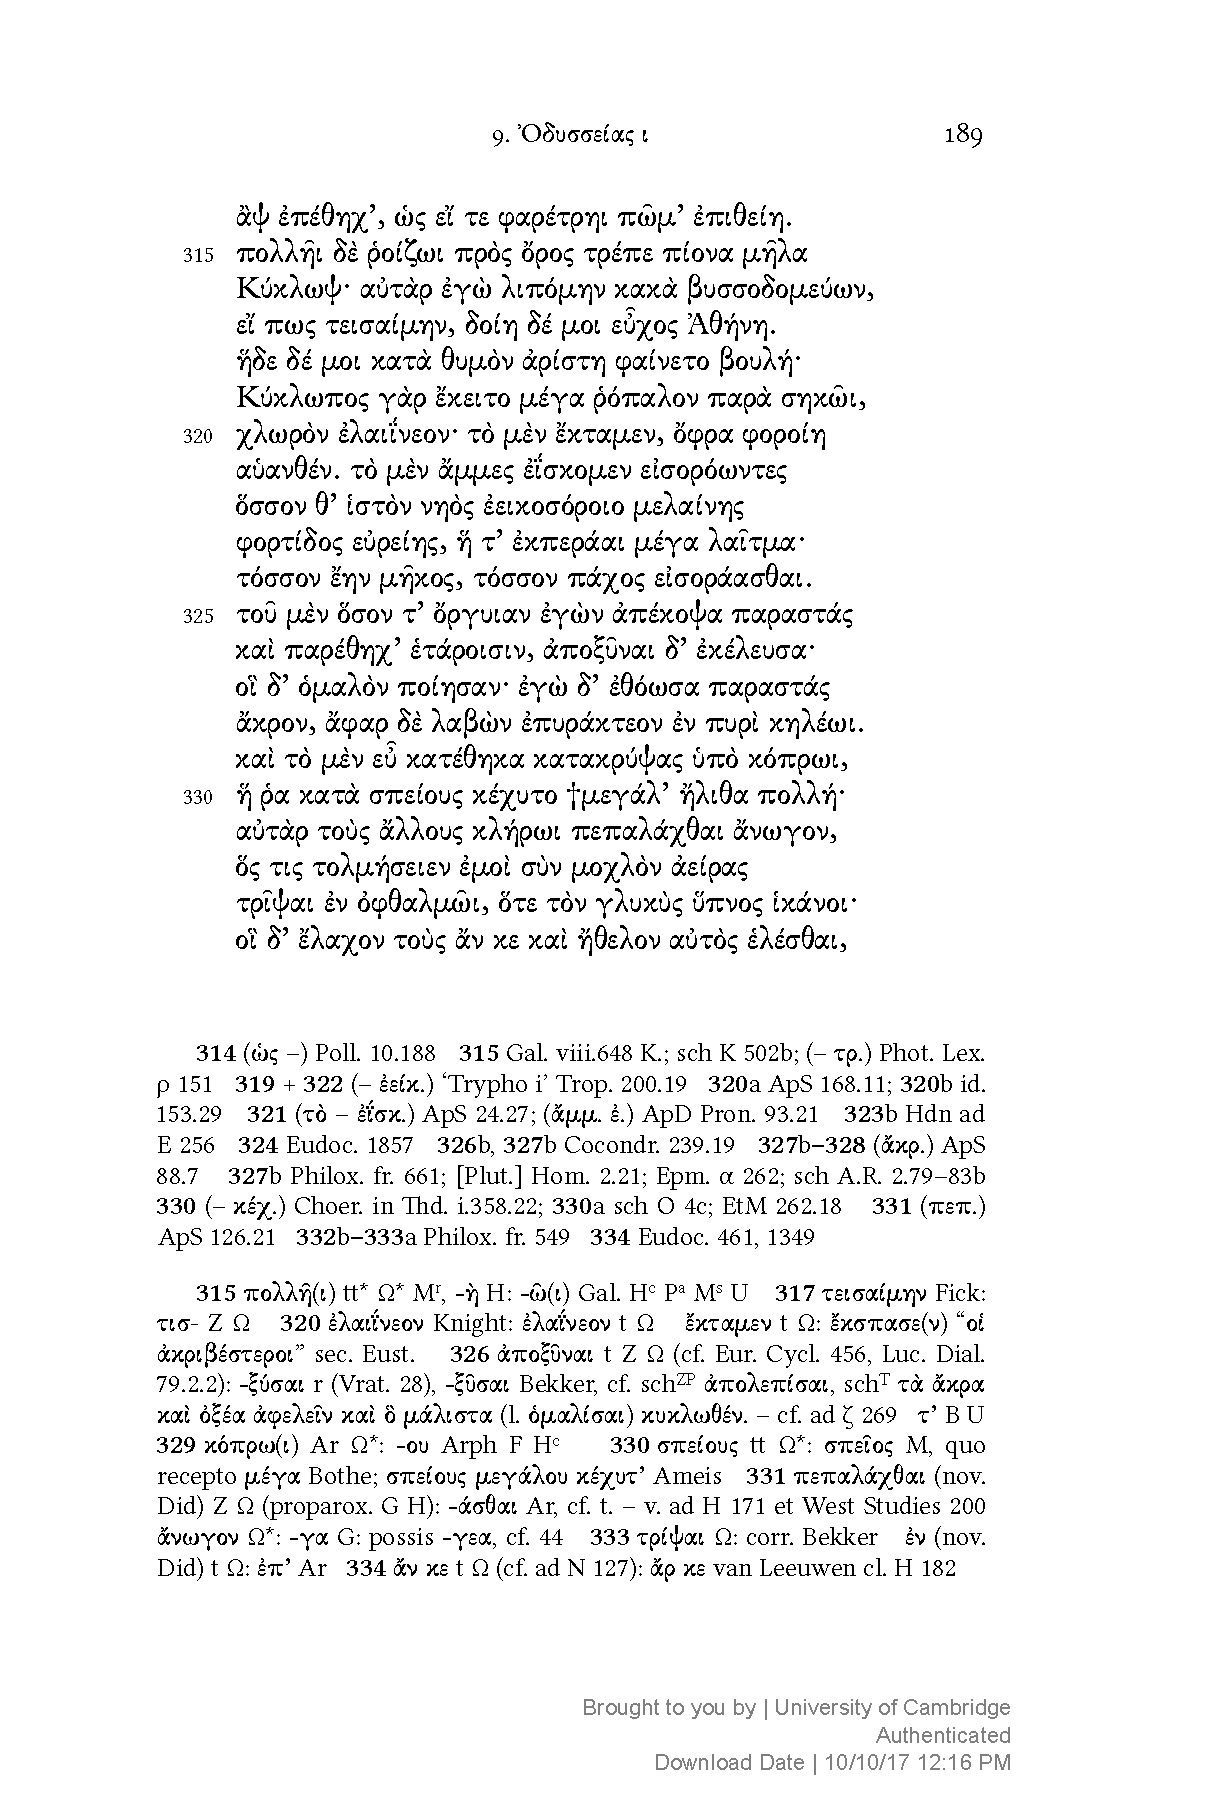 9. Ὀδυσσείας ι 189
ἂψ ἐπέθηχ’, ὡς εἴ τε φαρέτρηι πῶμ’ ἐπιθείη.
315 πολλῆι δὲ ῥοίζωι πρὸς ὄρος τρέπε πίονα μῆλα
Κύκλωψ· αὐτὰρ ἐγὼ λιπόμην κακὰ βυσσοδομεύων,
εἴ πως τεισαίμην, δοίη δέ μοι εὖχος Ἀθήνη.
ἥδε δέ μοι κατὰ θυμὸν ἀρίστη φαίνετο βουλή·
Κύκλωπος γὰρ ἔκειτο μέγα ῥόπαλον παρὰ σηκῶι,
320 χλωρὸν ἐλαιΐνεον· τὸ μὲν ἔκταμεν, ὄφρα φοροίη
αὑανθέν. τὸ μὲν ἄμμες ἐΐσκομεν εἰσορόωντες
ὅσσον θ’ ἱστὸν νηὸς ἐεικοσόροιο μελαίνης
φορτίδος εὐρείης, ἥ τ’ ἐκπεράαι μέγα λαῖτμα·
τόσσον ἔην μῆκος, τόσσον πάχος εἰσοράασθαι.
325 τοῦ μὲν ὅσον τ’ ὄργυιαν ἐγὼν ἀπέκοψα παραστάς
καὶ παρέθηχ’ ἑτάροισιν, ἀποξῦναι δ’ ἐκέλευσα·
οἳ δ’ ὁμαλὸν ποίησαν· ἐγὼ δ’ ἐθόωσα παραστάς
ἄκρον, ἄφαρ δὲ λαβὼν ἐπυράκτεον ἐν πυρὶ κηλέωι.
καὶ τὸ μὲν εὖ κατέθηκα κατακρύψας ὑπὸ κόπρωι,
330 ἥ ῥα κατὰ σπείους κέχυτο †μεγάλ’ ἤλιθα πολλή·
αὐτὰρ τοὺς ἄλλους κλήρωι πεπαλάχθαι ἄνωγον,
ὅς τις τολμήσειεν ἐμοὶ σὺν μοχλὸν ἀείρας
τρῖψαι ἐν ὀφθαλμῶι, ὅτε τὸν γλυκὺς ὕπνος ἱκάνοι·
οἳ δ’ ἔλαχον τοὺς ἄν κε καὶ ἤθελον αὐτὸς ἑλέσθαι,
314 (ὡς –) Poll. 10.188 315 Gal. viii.648 K.; sch K 502b; (– τρ.) Phot. Lex.
ρ 151 319 + 322 (– ἐείκ.) ‘Trypho i’ Trop. 200.19 320a ApS 168.11; 320b id.
153.29 321 (τὸ – ἐΐσκ.) ApS 24.27; (ἄμμ. ἐ.) ApD Pron. 93.21 323b Hdn ad
E 256 324 Eudoc. 1857 326b, 327b Cocondr. 239.19 327b–328 (ἄκρ.) ApS
88.7 327b Philox. fr. 661; [Plut.] Hom. 2.21; Epm. α 262; sch A.R. 2.79–83b
330 (– κέχ.) Choer. in Thd. i.358.22; 330a sch O 4c; EtM 262.18 331 (πεπ.)
ApS 126.21 332b–333a Philox. fr. 549 334 Eudoc. 461, 1349
315 πολλῆ(ι) tt* Ω* Mʳ, -ὴ H: -ῶ(ι) Gal. Hᶜ Pᵃ Mˢ U 317 τεισαίμην Fick:
τισ- Z Ω 320 ἐλαιΐνεον Knight: ἐλαΐνεον t Ω ἔκταμεν t Ω: ἔκσπασε(ν) “οἱ
ἀκριβέστεροι” sec. Eust. 326 ἀποξῦναι t Z Ω (cf. Eur. Cycl. 456, Luc. Dial.
79.2.2): -ξύσαι r (Vrat. 28), -ξῦσαι Bekker, cf. schᶻᴾ ἀπολεπίσαι, schᵀ τὰ ἄκρα
καὶ ὀξέα ἀφελεῖν καὶ ὃ μάλιστα (l. ὁμαλίσαι) κυκλωθέν. – cf. ad ζ 269 τ’ B U
329 κόπρω(ι) Ar Ω*: -ου Arph F Hᶜ 330 σπείους tt Ω*: σπεῖος M, quo
recepto μέγα Bothe; σπείους μεγάλου κέχυτ’ Ameis 331 πεπαλάχθαι (nov.
Did) Z Ω (proparox. G H): -άσθαι Ar, cf. t. – v. ad H 171 et West Studies 200
ἄνωγον Ω*: -γα G: possis -γεα, cf. 44 333 τρίψαι Ω: corr. Bekker ἐν (nov.
Did) t Ω: ἐπ’ Ar 334 ἄν κε t Ω (cf. ad N 127): ἄρ κε van Leeuwen cl. H 182
Brought to you by | University of Cambridge
Authenticated
Download Date | 10/10/17 12:16 PM